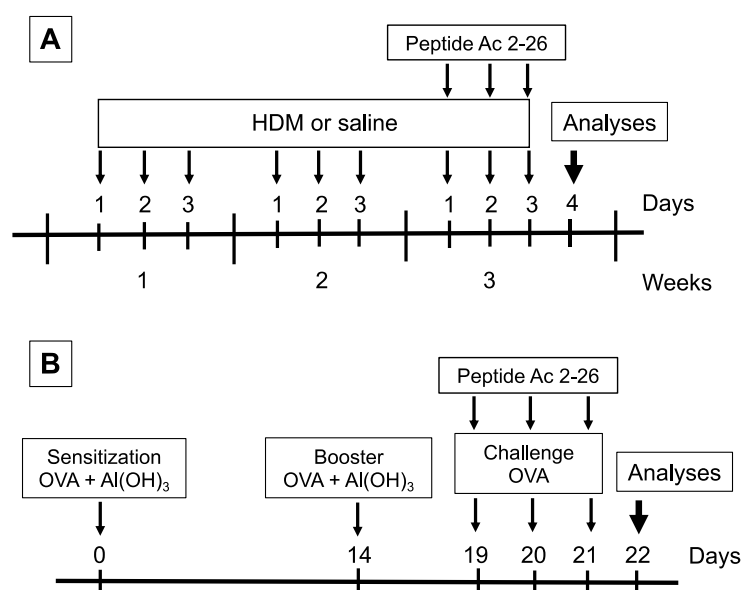 A
Peptide Ac 2-26
HDM or saline
Analyses
1 2 3 1 2 3 1 2 3 4 Days
1 2 3 Weeks
B
Peptide Ac 2-26
Sensitization
OVA + Al(OH)₃
Booster
OVA + Al(OH)₃
Challenge
OVA
Analyses
0 14 19 20 21 22 Days